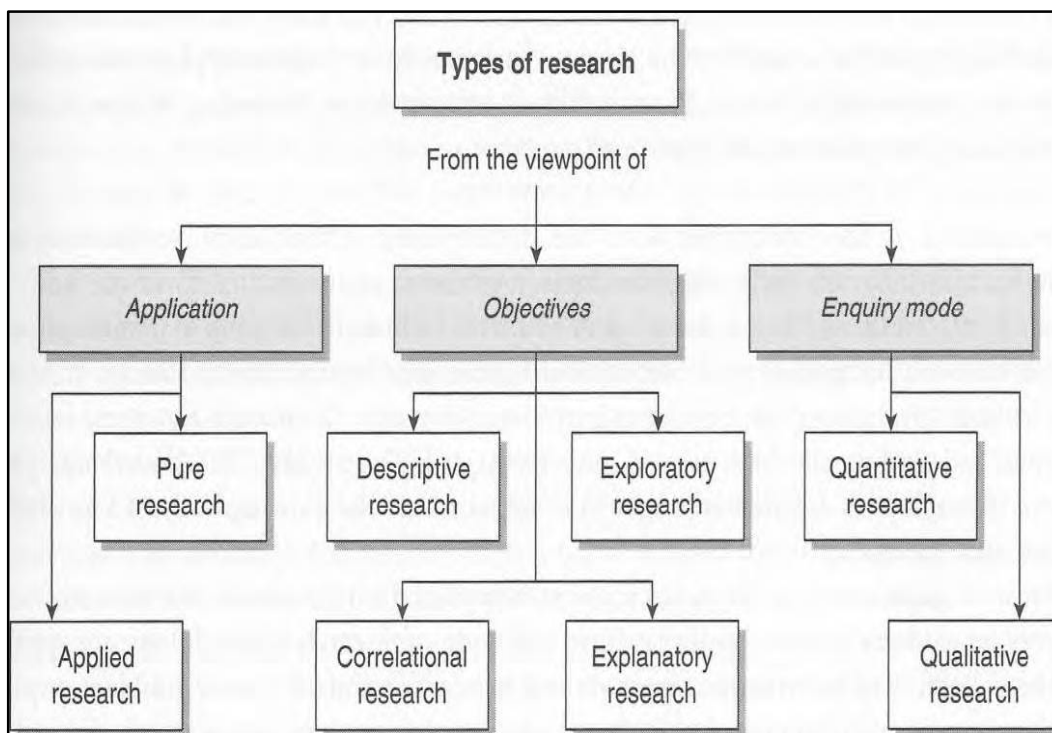 Types of research
From the viewpoint of
Application
Objectives
Enquiry mode
Pure
research
Descriptive
research
Exploratory
research
Quantitative
research
Applied
research
Correlational
research
Explanatory
research
Qualitative
research